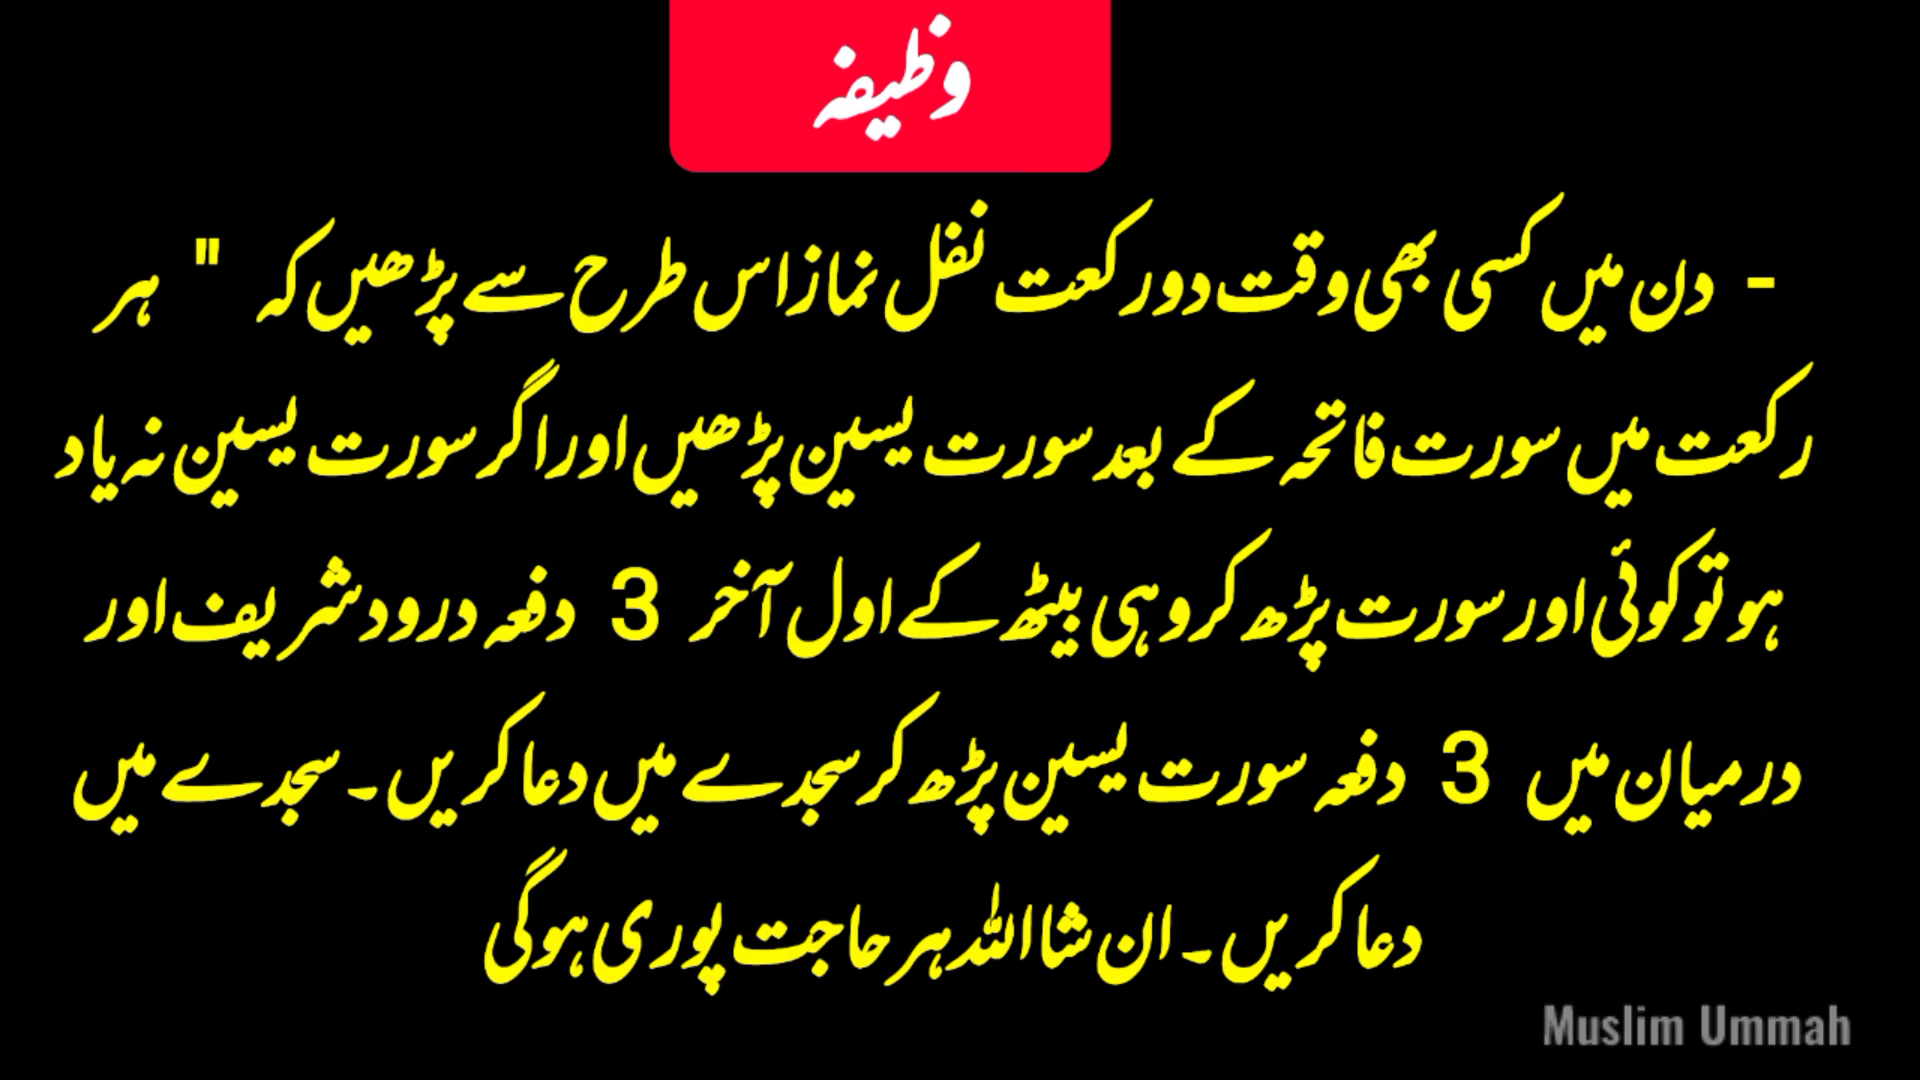 وظیفہ
- دن میں کسی بھی وقت دو رکعت نفل نماز اس طرح سے پڑھیں کہ " ہر
رکعت میں سورت فاتحہ کے بعد سورت یسین پڑھیں اور اگر سورت یسین نہ یاد
ہو تو کوئی اور سورت پڑھ کر وہی بیٹھ کے اول آخر 3 دفعہ درود شریف اور
درمیان میں 3 دفعہ سورت یسین پڑھ کر سجدے میں دعا کریں۔ سجدے میں
دعا کریں۔ ان شااللہ ہر حاجت پوری ہوگی
Muslim Ummah